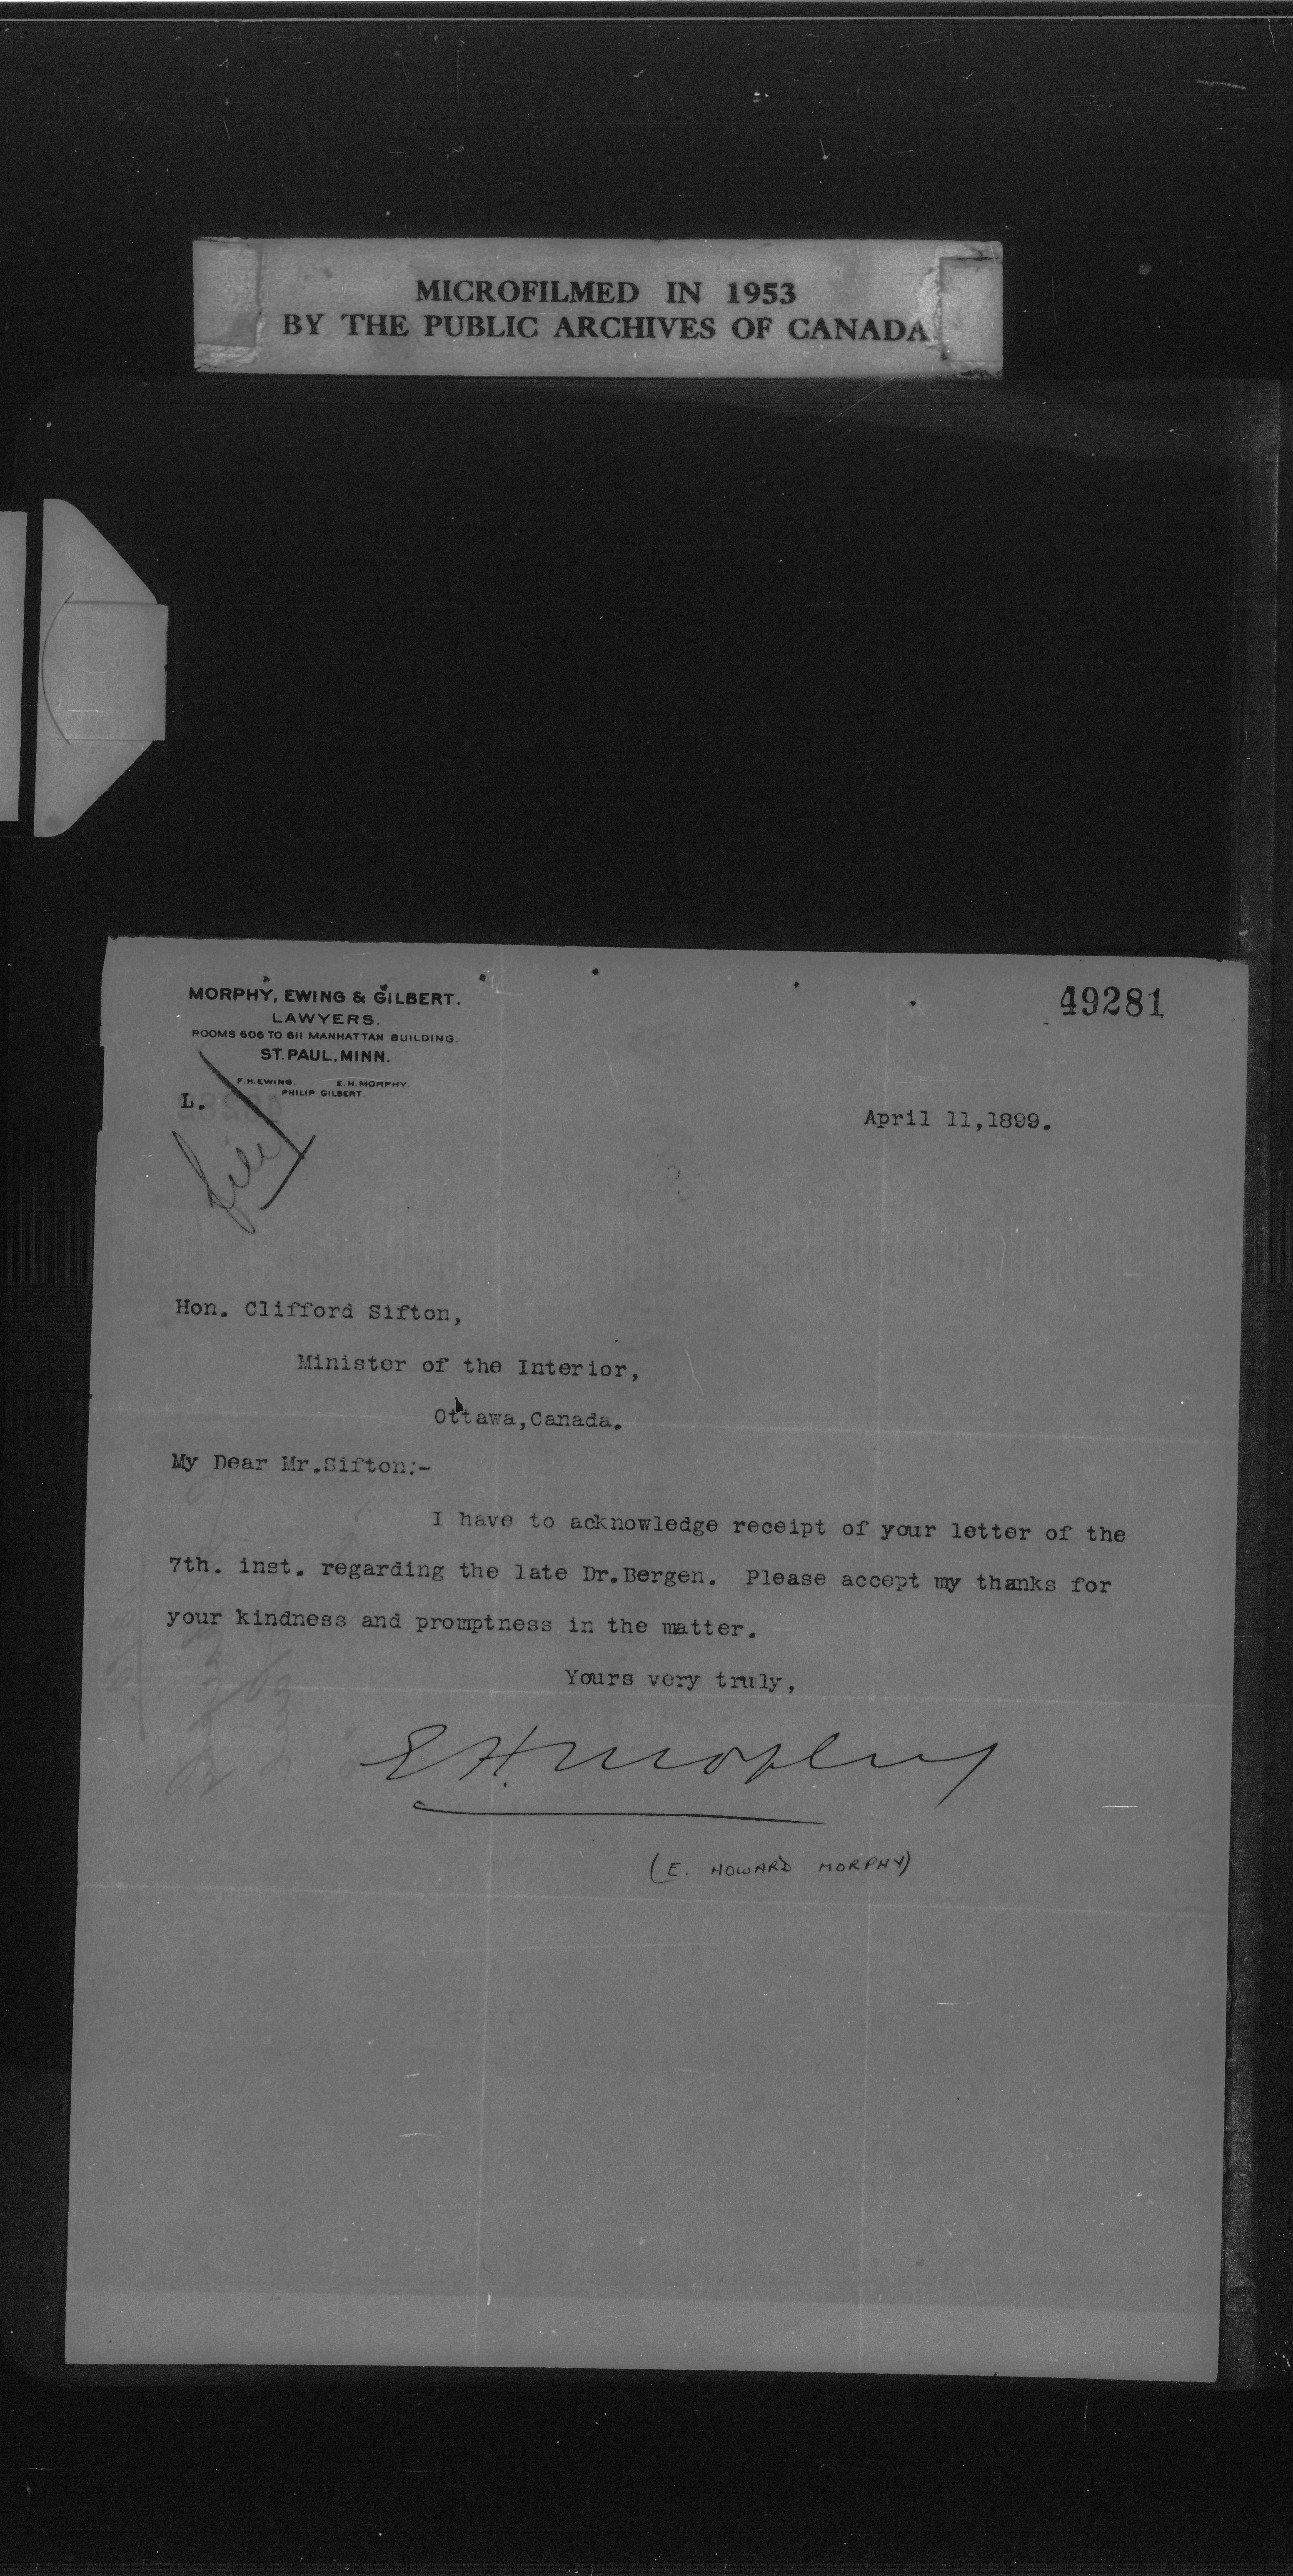 MICROFILMED IN 1953
BY THE PUBLIC ARCHIVES OF CANADA
MORPHY, EWING & GILBERT.
LAWYERS.
ROOMS 606 TO 611 MANHATTAN BUILDING.
ST. PAUL, MINN.
F.H.EWING. E.H.MORPHY.
PHILIP GILBERT.
49281
L.
April 11,1899.
file
Hon. Clifford Sifton,
Minister of the Interior,
Ottawa,Canada.
My Dear Mr.Sifton:-
I have to acknowledge receipt of your letter of the
7th. inst. regarding the late Dr.Bergen. Please accept my thanks for
your kindness and promptness in the matter.
Yours very truly,
E H Morphy
(E. HOWARD MORPHY)